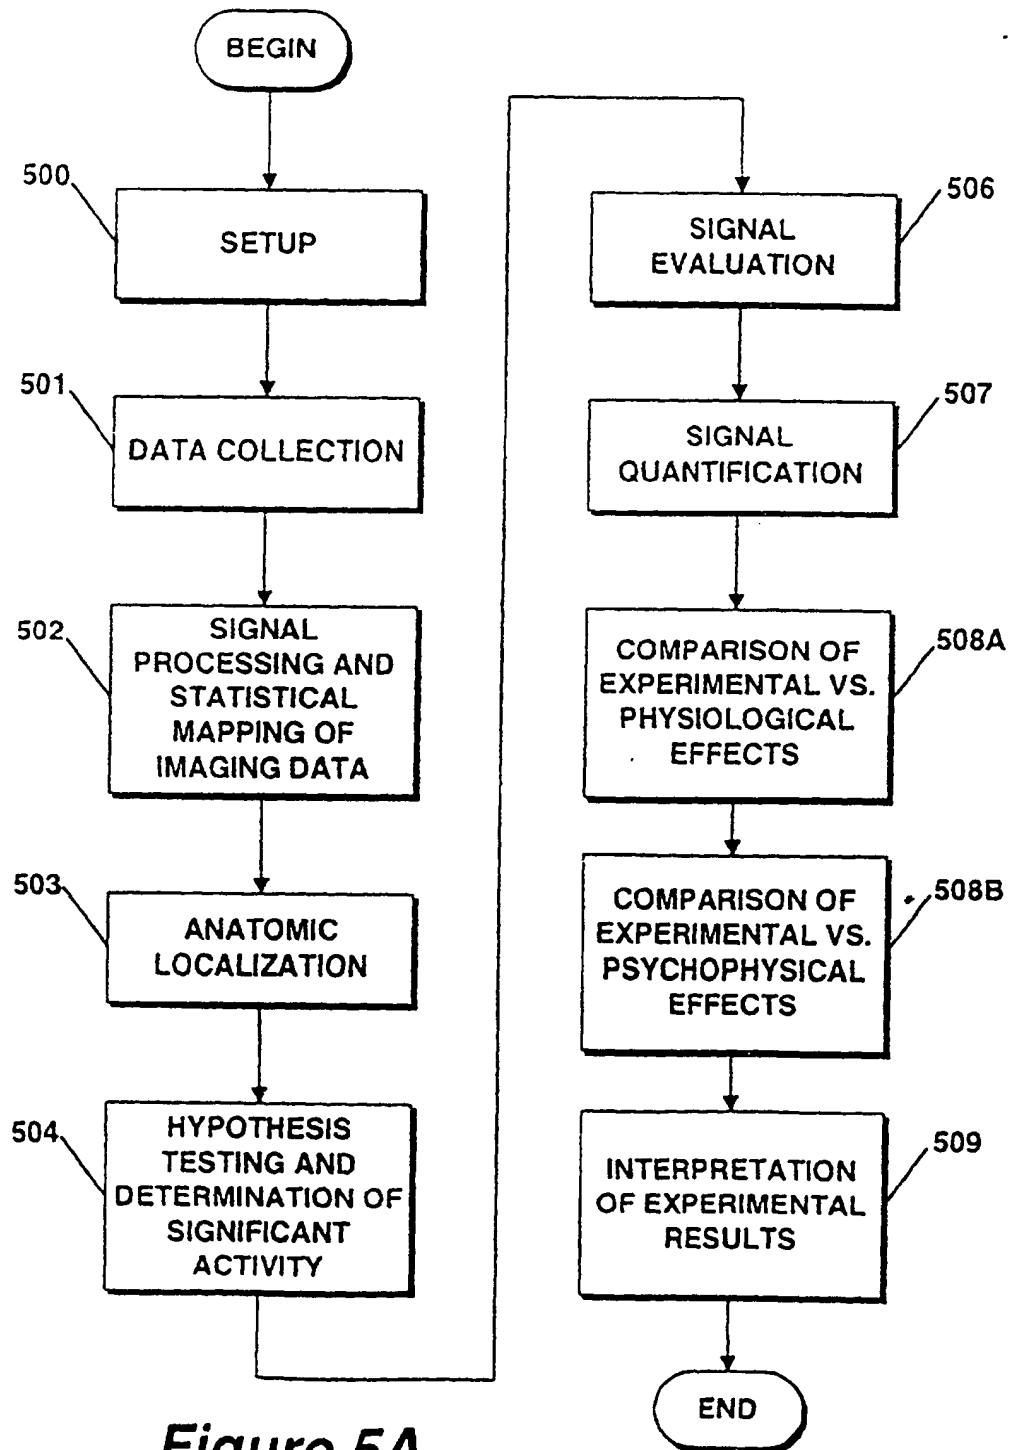 BEGIN
500
SETUP
501
DATA COLLECTION
502
SIGNAL
PROCESSING AND
STATISTICAL
MAPPING OF
IMAGING DATA
503
ANATOMIC
LOCALIZATION
504
HYPOTHESIS
TESTING AND
DETERMINATION OF
SIGNIFICANT
ACTIVITY
506
SIGNAL
EVALUATION
507
SIGNAL
QUANTIFICATION
508A
COMPARISON OF
EXPERIMENTAL VS.
PHYSIOLOGICAL
EFFECTS
508B
COMPARISON OF
EXPERIMENTAL VS.
PSYCHOPHYSICAL
EFFECTS
509
INTERPRETATION
OF EXPERIMENTAL
RESULTS
END
Figure 5A